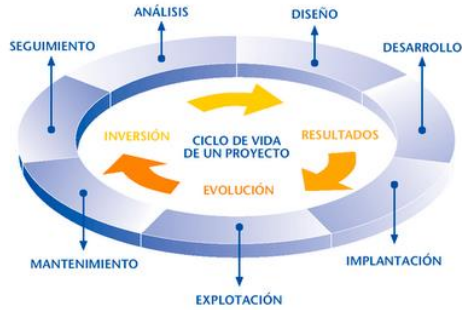 ANÁLISIS
DISEÑO
SEGUIMIENTO
DESARROLLO
INVERSIÓN
CICLO DE VIDA
DE UN PROYECTO
RESULTADOS
EVOLUCIÓN
MANTENIMIENTO
IMPLANTACIÓN
EXPLOTACIÓN